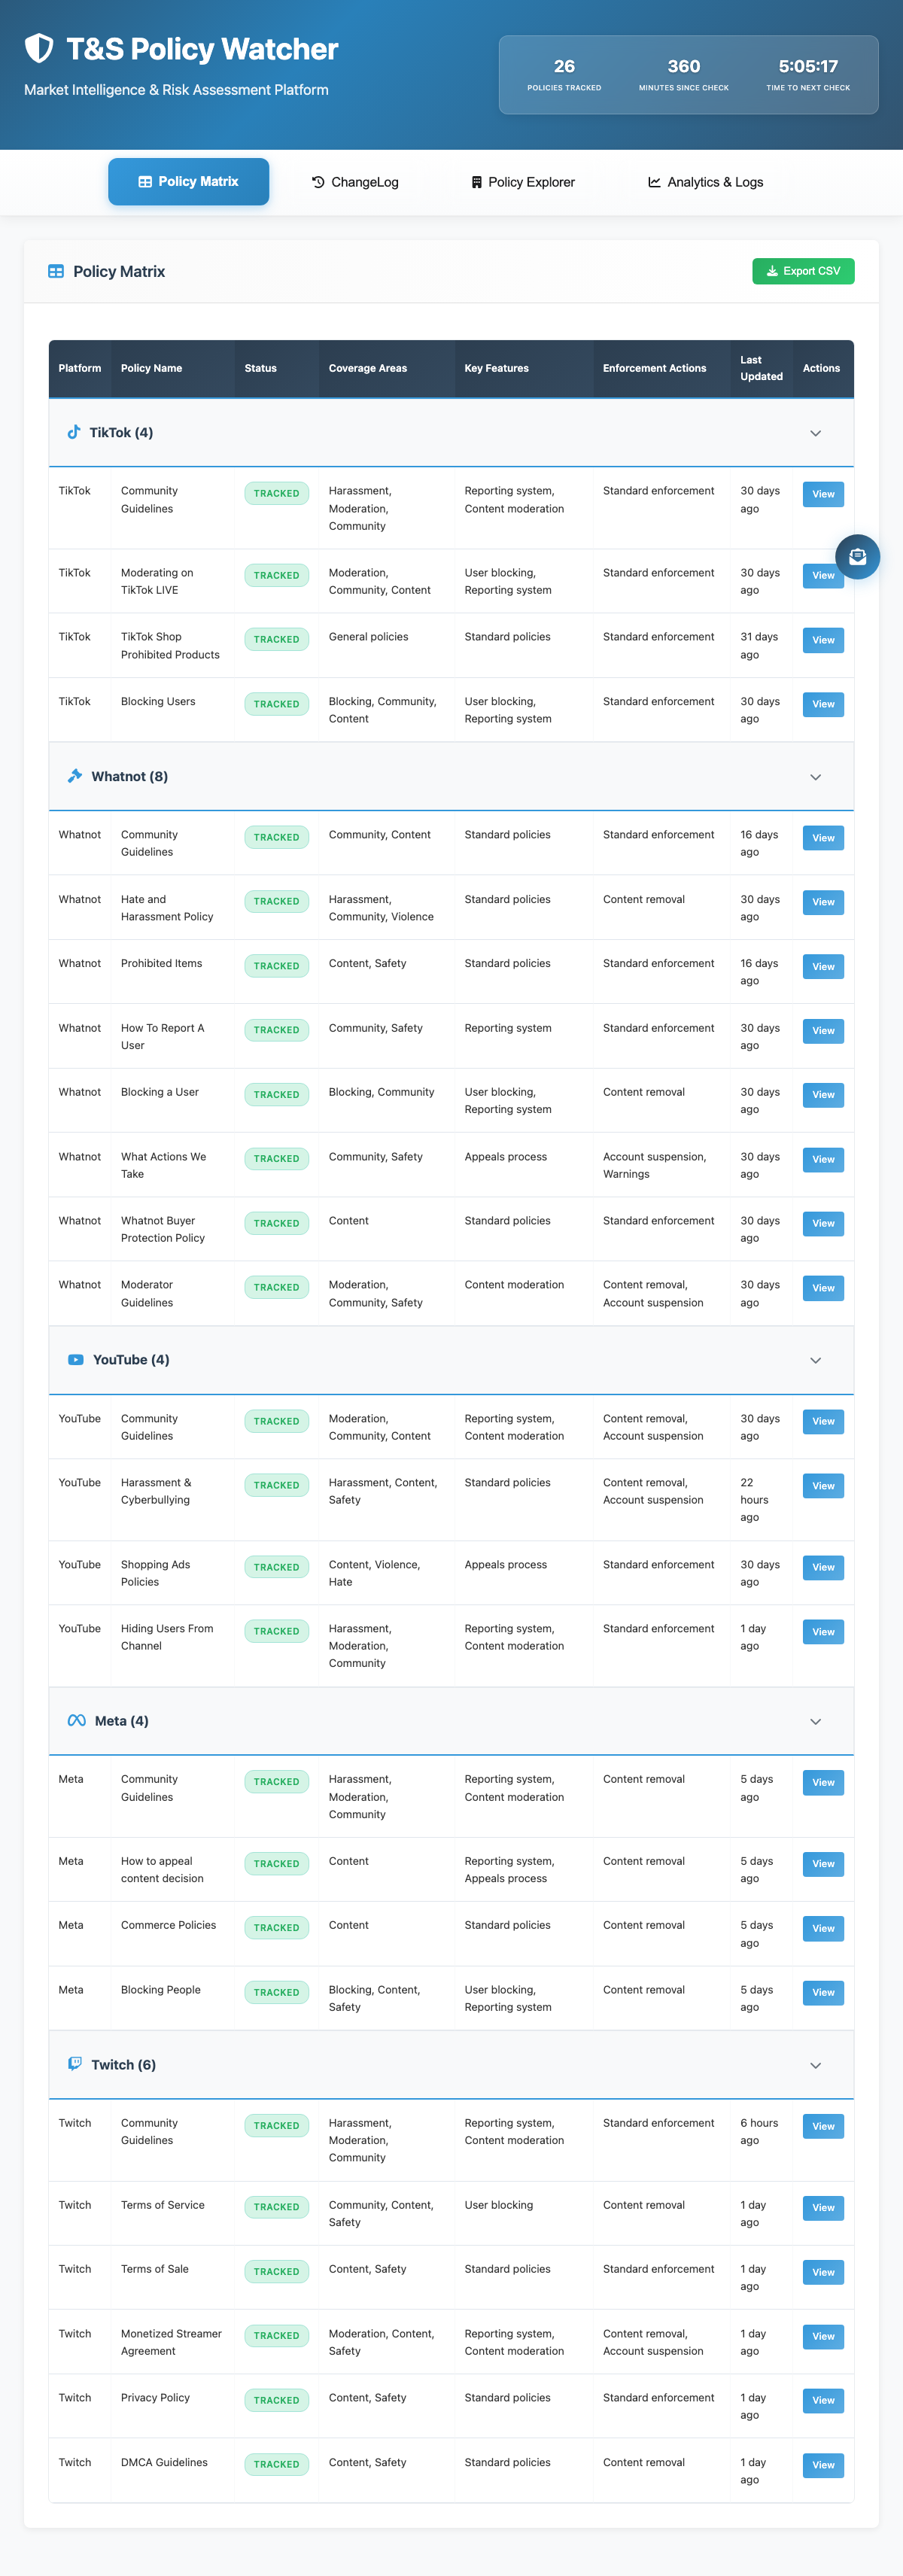 T&S Policy Watcher
Market Intelligence & Risk Assessment Platform
26
POLICIES TRACKED
360
MINUTES SINCE CHECK
5:05:17
TIME TO NEXT CHECK
Policy Matrix
ChangeLog
Policy Explorer
Analytics & Logs
Policy Matrix
Export CSV
Platform Policy Name Status Coverage Areas Key Features Enforcement Actions Last Updated Actions
TikTok (4)
TikTok Community Guidelines TRACKED Harassment, Moderation, Community Reporting system, Content moderation Standard enforcement 30 days ago View
TikTok Moderating on TikTok LIVE TRACKED Moderation, Community, Content User blocking, Reporting system Standard enforcement 30 days ago View
TikTok TikTok Shop Prohibited Products TRACKED General policies Standard policies Standard enforcement 31 days ago View
TikTok Blocking Users TRACKED Blocking, Community, Content User blocking, Reporting system Standard enforcement 30 days ago View
Whatnot (8)
Whatnot Community Guidelines TRACKED Community, Content Standard policies Standard enforcement 16 days ago View
Whatnot Hate and Harassment Policy TRACKED Harassment, Community, Violence Standard policies Content removal 30 days ago View
Whatnot Prohibited Items TRACKED Content, Safety Standard policies Standard enforcement 16 days ago View
Whatnot How To Report A User TRACKED Community, Safety Reporting system Standard enforcement 30 days ago View
Whatnot Blocking a User TRACKED Blocking, Community User blocking, Reporting system Content removal 30 days ago View
Whatnot What Actions We Take TRACKED Community, Safety Appeals process Account suspension, Warnings 30 days ago View
Whatnot Whatnot Buyer Protection Policy TRACKED Content Standard policies Standard enforcement 30 days ago View
Whatnot Moderator Guidelines TRACKED Moderation, Community, Safety Content moderation Content removal, Account suspension 30 days ago View
YouTube (4)
YouTube Community Guidelines TRACKED Moderation, Community, Content Reporting system, Content moderation Content removal, Account suspension 30 days ago View
YouTube Harassment & Cyberbullying TRACKED Harassment, Content, Safety Standard policies Content removal, Account suspension 22 hours ago View
YouTube Shopping Ads Policies TRACKED Content, Violence, Hate Appeals process Standard enforcement 30 days ago View
YouTube Hiding Users From Channel TRACKED Harassment, Moderation, Community Reporting system, Content moderation Standard enforcement 1 day ago View
Meta (4)
Meta Community Guidelines TRACKED Harassment, Moderation, Community Reporting system, Content moderation Content removal 5 days ago View
Meta How to appeal content decision TRACKED Content Reporting system, Appeals process Content removal 5 days ago View
Meta Commerce Policies TRACKED Content Standard policies Content removal 5 days ago View
Meta Blocking People TRACKED Blocking, Content, Safety User blocking, Reporting system Content removal 5 days ago View
Twitch (6)
Twitch Community Guidelines TRACKED Harassment, Moderation, Community Reporting system, Content moderation Standard enforcement 6 hours ago View
Twitch Terms of Service TRACKED Community, Content, Safety User blocking Content removal 1 day ago View
Twitch Terms of Sale TRACKED Content, Safety Standard policies Standard enforcement 1 day ago View
Twitch Monetized Streamer Agreement TRACKED Moderation, Content, Safety Reporting system, Content moderation Content removal, Account suspension 1 day ago View
Twitch Privacy Policy TRACKED Content, Safety Standard policies Standard enforcement 1 day ago View
Twitch DMCA Guidelines TRACKED Content, Safety Standard policies Content removal 1 day ago View